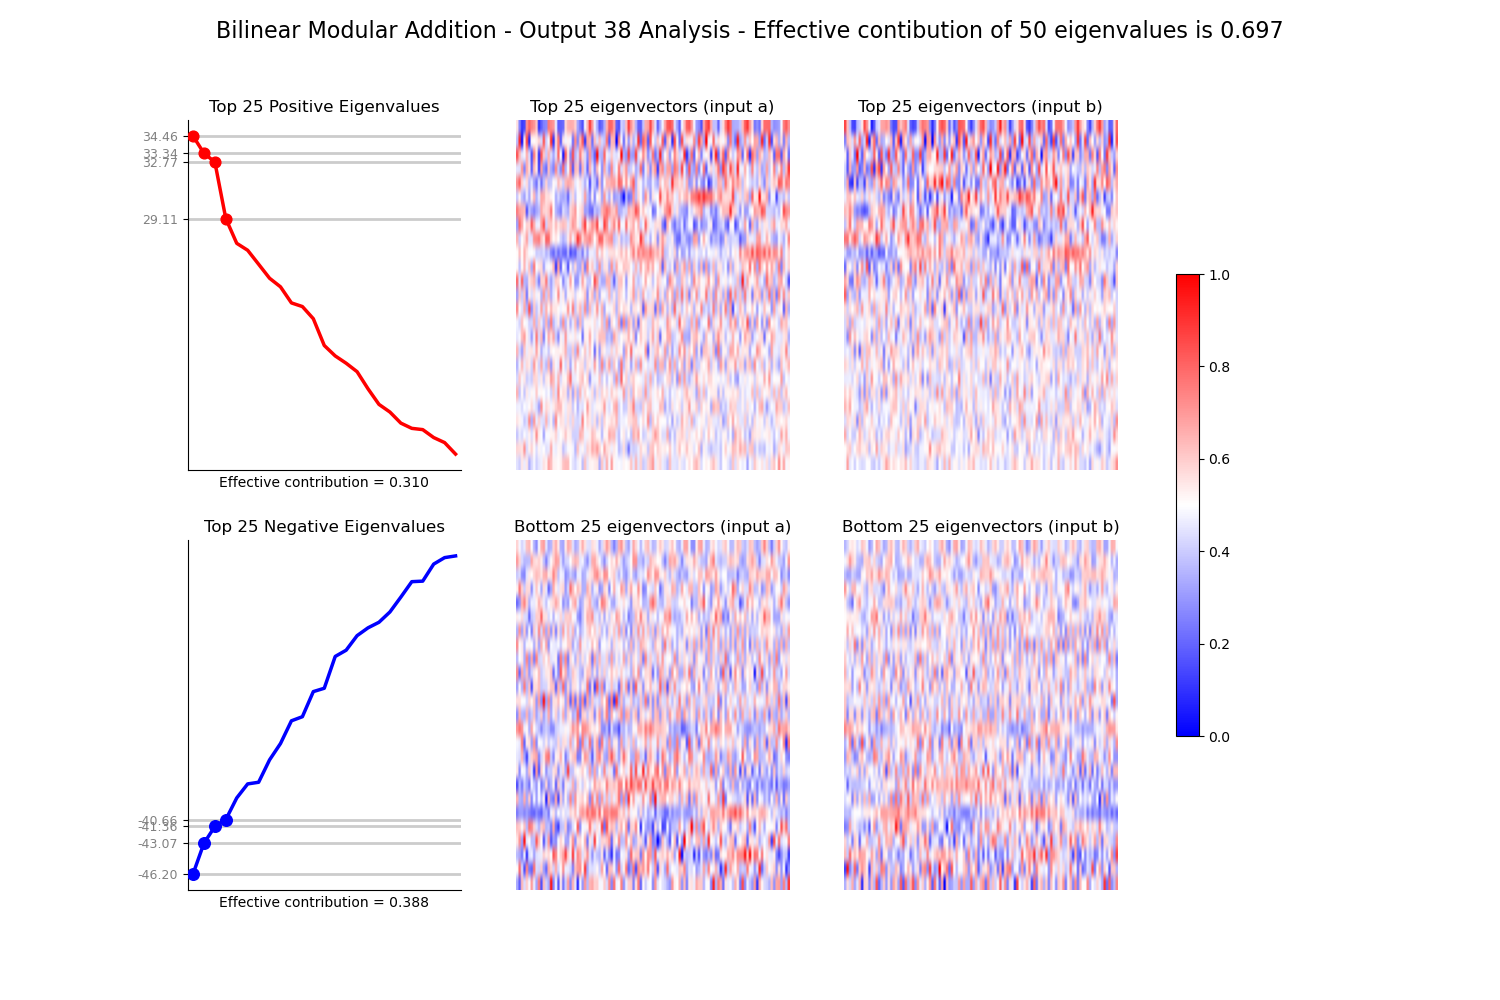 Bilinear Modular Addition - Output 38 Analysis - Effective contibution of 50 eigenvalues is 0.697
Top 25 Positive Eigenvalues
Top 25 eigenvectors (input a)
Top 25 eigenvectors (input b)
34.46
33.34
32.77
29.11
Effective contribution = 0.310
1.0
0.8
0.6
0.4
0.2
0.0
Top 25 Negative Eigenvalues
Bottom 25 eigenvectors (input a)
Bottom 25 eigenvectors (input b)
-40.66
-41.36
-43.07
-46.20
Effective contribution = 0.388